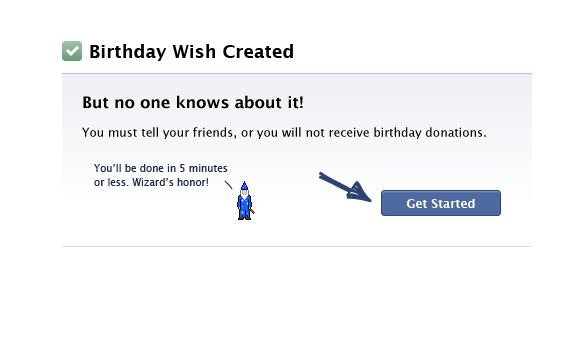 Birthday Wish Created
But no one knows about it!
You must tell your friends, or you will not receive birthday donations.
You’ll be done in 5 minutes
or less. Wizard’s honor!
Get Started